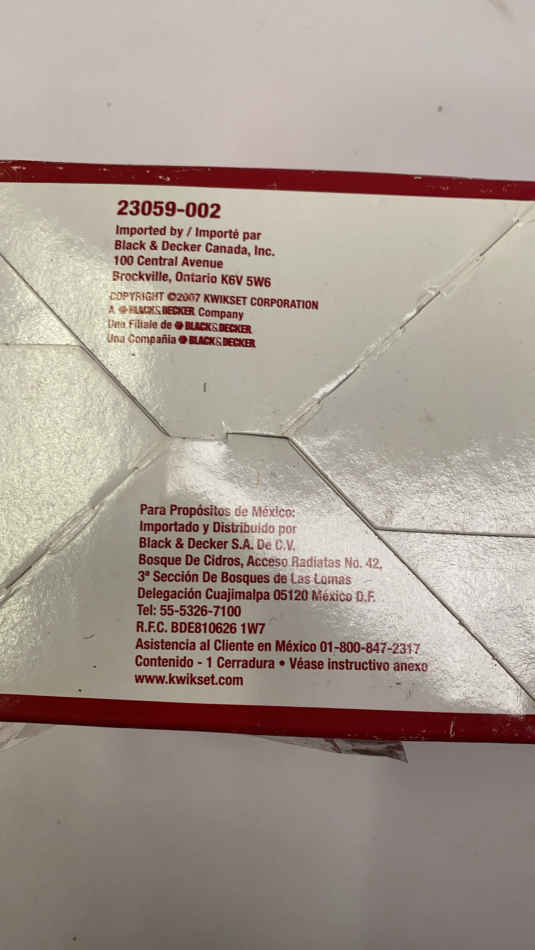 23059-002
Imported by / Importé par
Black & Decker Canada, Inc.
100 Central Avenue
Brockville, Ontario K6V 5W6
COPYRIGHT ©2007 KWIKSET CORPORATION
A BLACK&DECKER Company
Una Filiale de BLACK&DECKER
Una Compañia BLACK&DECKER
Para Propósitos de México:
Importado y Distribuido por
Black & Decker S.A. De C.V.
Bosque De Cidros, Acceso Radiatas No. 42,
3ª Sección De Bosques de Las Lomas
Delegación Cuajimalpa 05120 México D.F.
Tel: 55-5326-7100
R.F.C. BDE810626 1W7
Asistencia al Cliente en México 01-800-847-2317
Contenido - 1 Cerradura • Véase instructivo anexo
www.kwikset.com